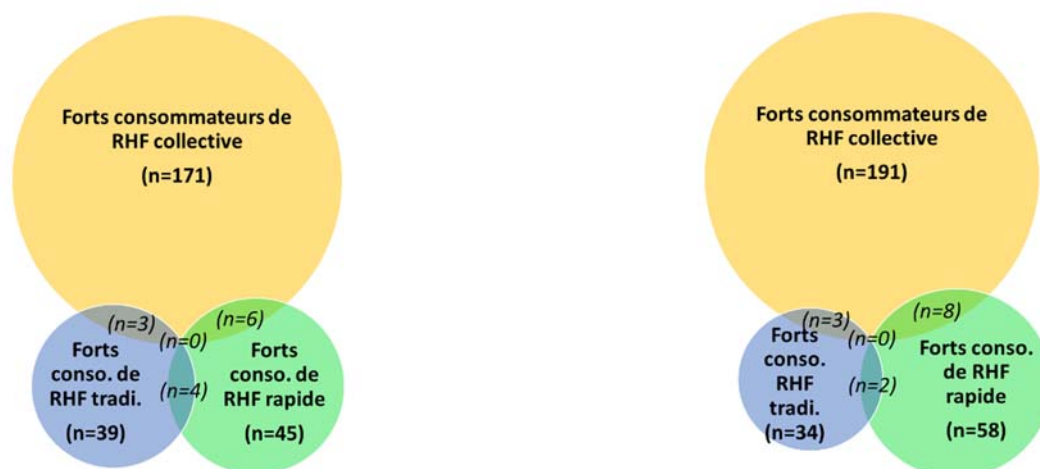 Forts consommateurs de
RHF collective
(n=171)
(n=3)
(n=0)
(n=6)
Forts
conso. de
RHF tradi.
(n=39)
(n=4)
Forts
conso. de
RHF rapide
(n=45)
Forts consommateurs de
RHF collective
(n=191)
(n=3)
(n=0)
(n=8)
Forts
conso.
RHF
tradi.
(n=34)
(n=2)
Forts conso.
de RHF
rapide
(n=58)